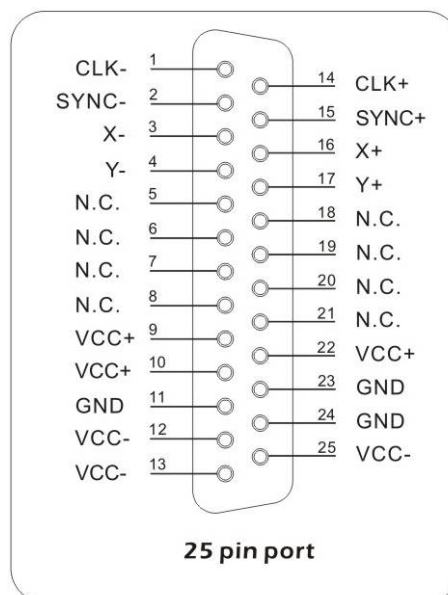 CLK- 1
SYNC- 2
X- 3
Y- 4
N.C. 5
N.C. 6
N.C. 7
N.C. 8
VCC+ 9
VCC+ 10
GND 11
VCC- 12
VCC- 13
14 CLK+
15 SYNC+
16 X+
17 Y+
18 N.C.
19 N.C.
20 N.C.
21 N.C.
22 VCC+
23 GND
24 GND
25 VCC-
25 pin port